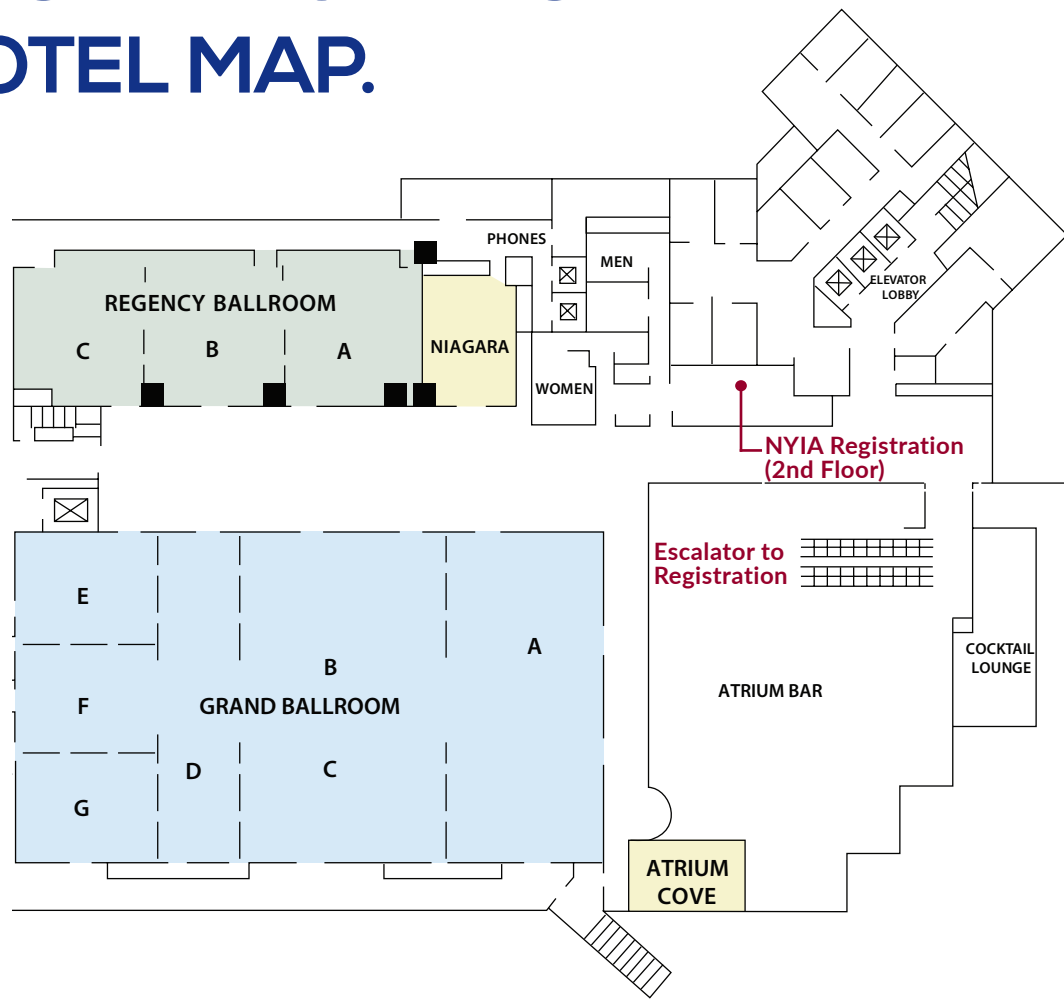 OTEL MAP.
PHONES
MEN
ELEVATOR
LOBBY
REGENCY BALLROOM
C
B
A
NIAGARA
WOMEN
NYIA Registration
(2nd Floor)
Escalator to
Registration
E
A
B
COCKTAIL
LOUNGE
F
GRAND BALLROOM
ATRIUM BAR
D
C
G
ATRIUM
COVE